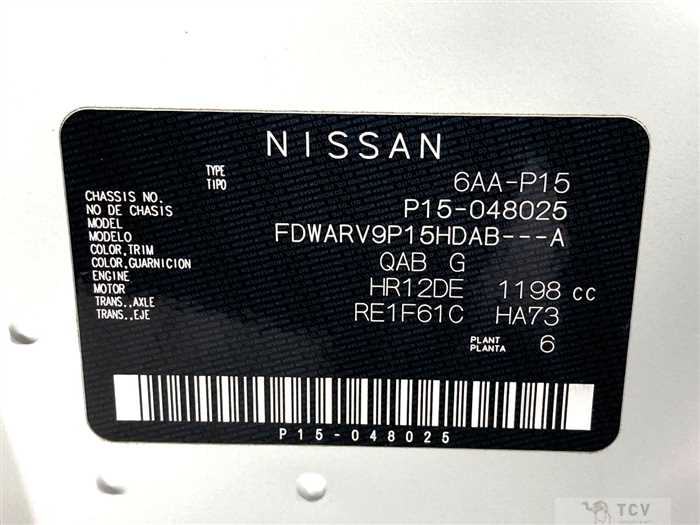 NISSAN
TYPE
TIPO 6AA-P15
CHASSIS NO.
NO DE CHASIS P15-048025
MODEL
MODELO FDWARV9P15HDAB---A
COLOR,TRIM
COLOR,GUARNICION QAB G
ENGINE
MOTOR HR12DE 1198 cc
TRANS.,AXLE
TRANS.,EJE RE1F61C HA73
PLANT
PLANTA 6
P15-048025
TCV